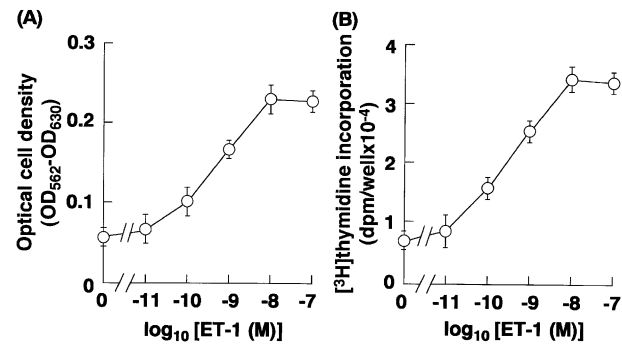 (A)
Optical cell density
(OD562-OD630)
0.3
0.2
0.1
0
0 -11 -10 -9 -8 -7
log10 [ET-1 (M)]
(B)
[3H]thymidine incorporation
(dpm/wellx10-4)
4
3
2
1
0
0 -11 -10 -9 -8 -7
log10 [ET-1 (M)]